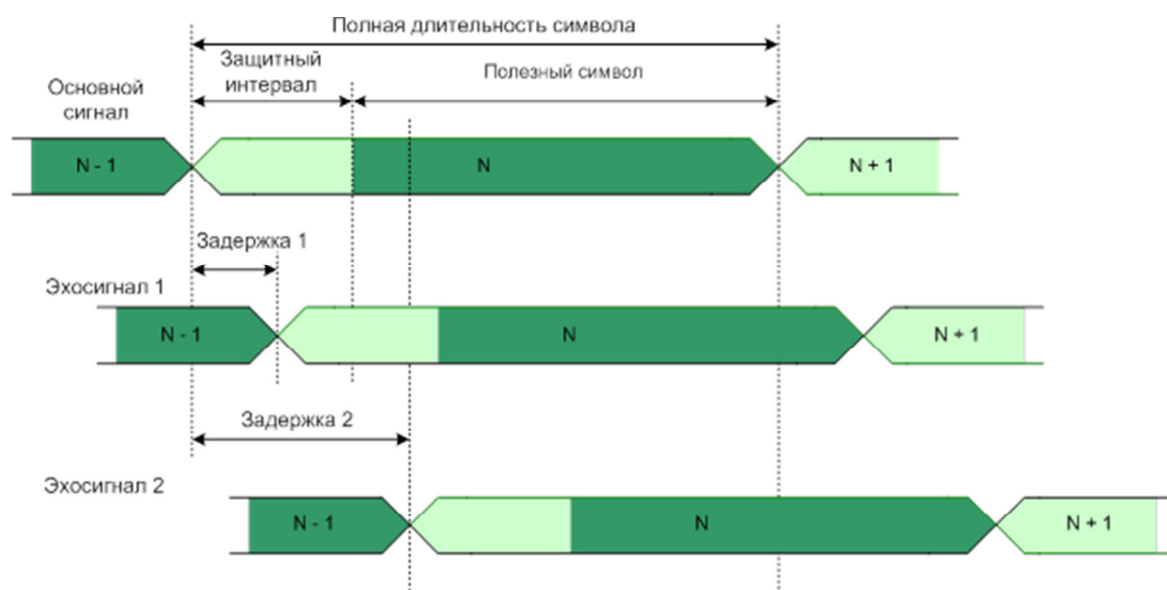 Полная длительность символа
Защитный
интервал
Полезный символ
Основной
сигнал
N - 1
N
N + 1
Задержка 1
Эхосигнал 1
N - 1
N
N + 1
Задержка 2
Эхосигнал 2
N - 1
N
N + 1